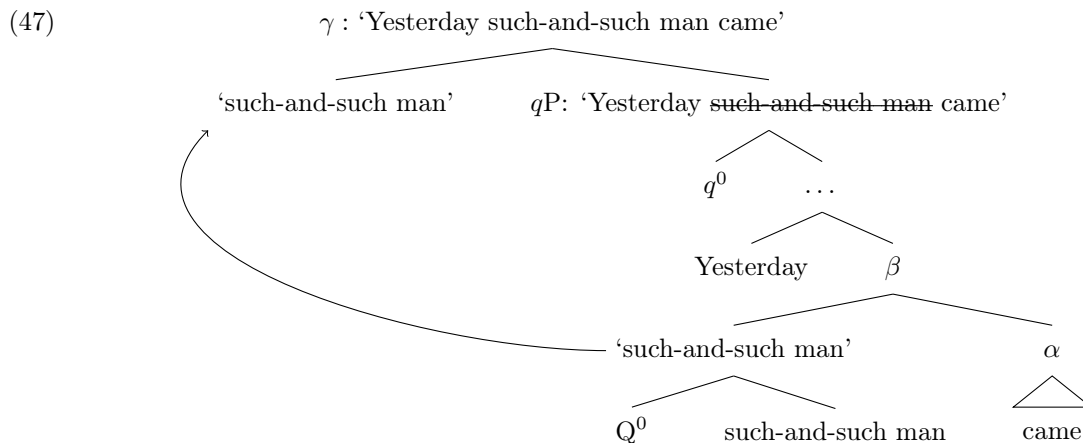 (47) γ : ‘Yesterday such-and-such man came’
‘such-and-such man’ qP: ‘Yesterday such-and-such man came’
q⁰ ...
Yesterday β
‘such-and-such man’ α
Q⁰ such-and-such man came